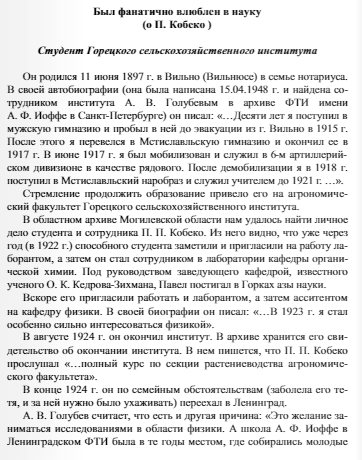 Был фанатично влюблен в науку
(о П. Кобеко )
Студент Горецкого сельскохозяйственного института
Он родился 11 июня 1897 г. в Вильно (Вильнюсе) в семье нотариуса.
В своей автобиографии (она была написана 15.04.1948 г. и найдена со-
трудником института А. В. Голубевым в архиве ФТИ имени
А. Ф. Иоффе в Санкт-Петербурге) он писал: «…Десяти лет я поступил в
мужскую гимназию и пробыл в ней до эвакуации из г. Вильно в 1915 г.
После этого я перевелся в Мстиславльскую гимназию и окончил ее в
1917 г. В июне 1917 г. я был мобилизован и служил в 6-м артиллерий-
ском дивизионе в качестве рядового. После демобилизации я в 1918 г.
поступил в Мстиславльский наробраз и служил учителем до 1921 г. …».
Стремление продолжить образование привело его на агрономиче-
ский факультет Горецкого сельскохозяйственного института.
В областном архиве Могилевской области нам удалось найти личное
дело студента и сотрудника П. П. Кобеко. Из него видно, что уже через
год (в 1922 г.) способного студента заметили и пригласили на работу ла-
борантом, а затем он стал сотрудником в лаборатории кафедры органи-
ческой химии. Под руководством заведующего кафедрой, известного
ученого О. К. Кедрова-Зихмана, Павел постигал в Горках азы науки.
Вскоре его пригласили работать и лаборантом, а затем асситентом
на кафедру физики. В своей биографии он писал: «…В 1923 г. я стал
особенно сильно интересоваться физикой».
В августе 1924 г. он окончил институт. В архиве хранится его сви-
детельство об окончании института. В нем пишется, что П. П. Кобеко
прослушал «…полный курс по секции растениеводства агрономиче-
ского факультета».
В конце 1924 г. он по семейным обстоятельствам (заболела его те-
тя, и за ней нужно было ухаживать) переехал в Ленинград.
А. В. Голубев считает, что есть и другая причина: «Это желание за-
ниматься исследованиями в области физики. А школа А. Ф. Иоффе в
Ленинградском ФТИ была в те годы местом, где собирались молодые